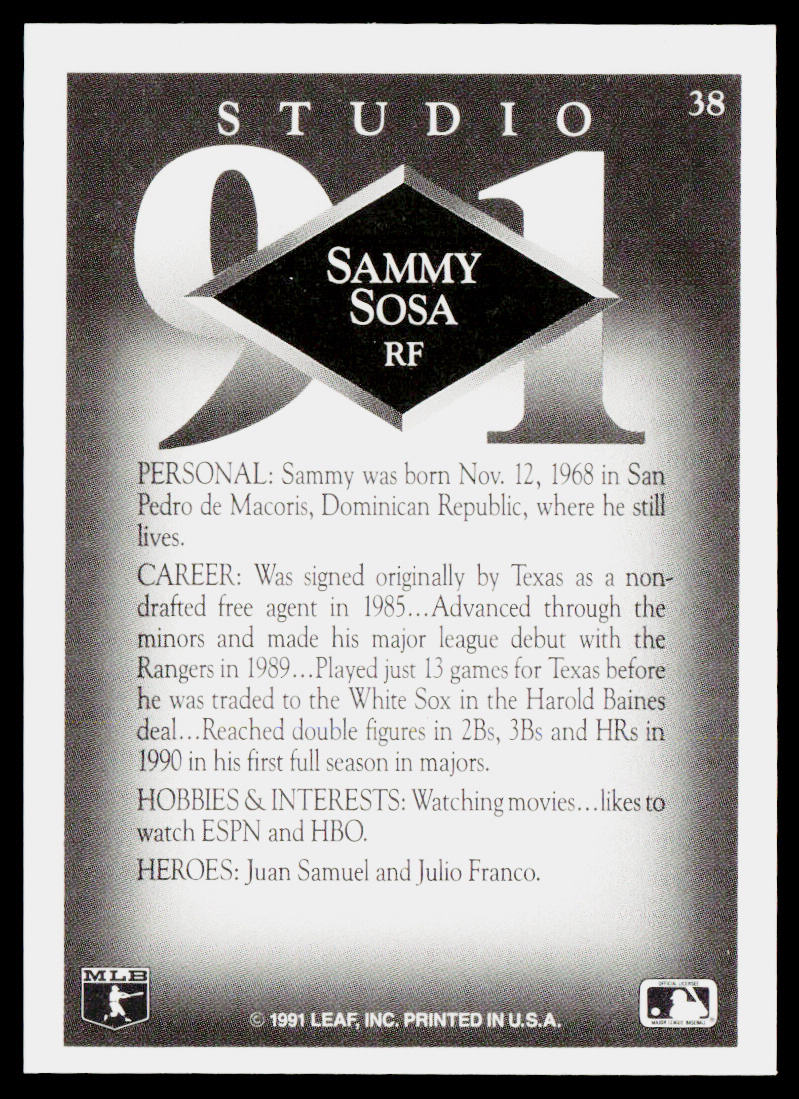 38
STUDIO
91
SAMMY
SOSA
RF
PERSONAL: Sammy was born Nov. 12, 1968 in San
Pedro de Macoris, Dominican Republic, where he still
lives.
CAREER: Was signed originally by Texas as a non-
drafted free agent in 1985...Advanced through the
minors and made his major league debut with the
Rangers in 1989...Played just 13 games for Texas before
he was traded to the White Sox in the Harold Baines
deal...Reached double figures in 2Bs, 3Bs and HRs in
1990 in his first full season in majors.
HOBBIES & INTERESTS: Watching movies...likes to
watch ESPN and HBO.
HEROES: Juan Samuel and Julio Franco.
MLB
© 1991 LEAF, INC. PRINTED IN U.S.A.
OFFICIAL LICENSEE
MAJOR LEAGUE BASEBALL